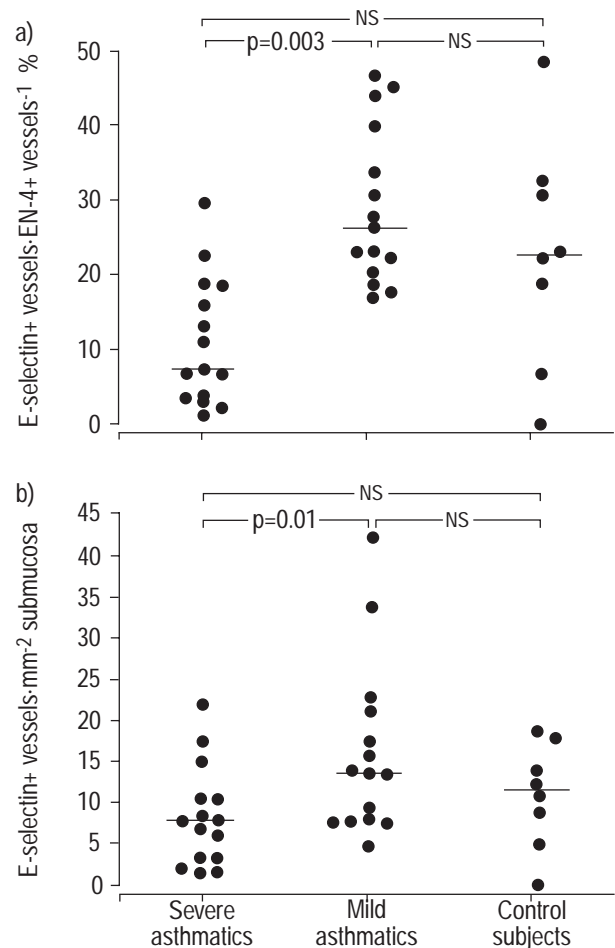 a)
NS
p=0.003
NS
E-selectin+ vessels·EN-4+ vessels-1 %
50
40
30
20
10
0
b)
NS
p=0.01
NS
E-selectin+ vessels·mm-2 submucosa
45
40
35
30
25
20
15
10
5
0
Severe asthmatics
Mild asthmatics
Control subjects